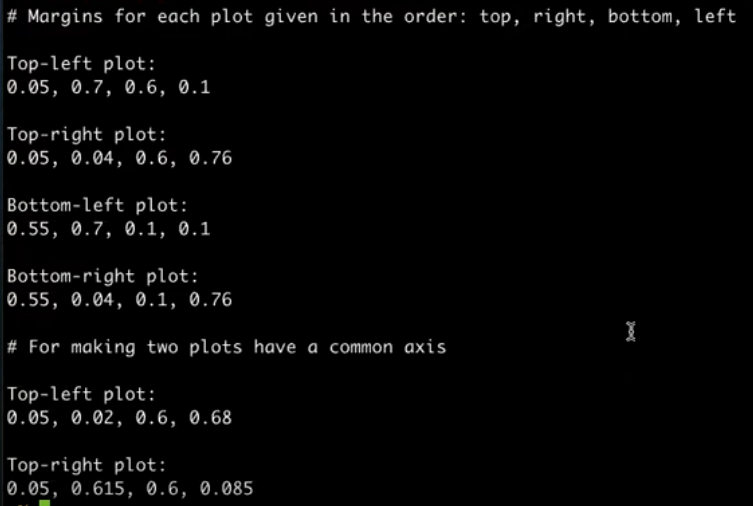 # Margins for each plot given in the order: top, right, bottom, left
Top-left plot:
0.05, 0.7, 0.6, 0.1
Top-right plot:
0.05, 0.04, 0.6, 0.76
Bottom-left plot:
0.55, 0.7, 0.1, 0.1
Bottom-right plot:
0.55, 0.04, 0.1, 0.76
# For making two plots have a common axis
Top-left plot:
0.05, 0.02, 0.6, 0.68
Top-right plot:
0.05, 0.615, 0.6, 0.085